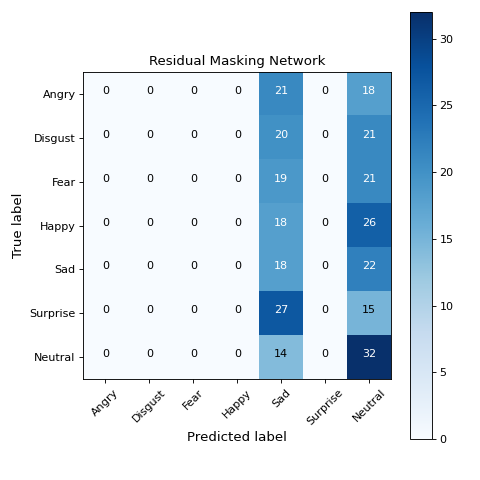 Residual Masking Network
Angry 0 0 0 0 21 0 18
Disgust 0 0 0 0 20 0 21
Fear 0 0 0 0 19 0 21
Happy 0 0 0 0 18 0 26
Sad 0 0 0 0 18 0 22
Surprise 0 0 0 0 27 0 15
Neutral 0 0 0 0 14 0 32
True label
Angry Disgust Fear Happy Sad Surprise Neutral
Predicted label
30
25
20
15
10
5
0